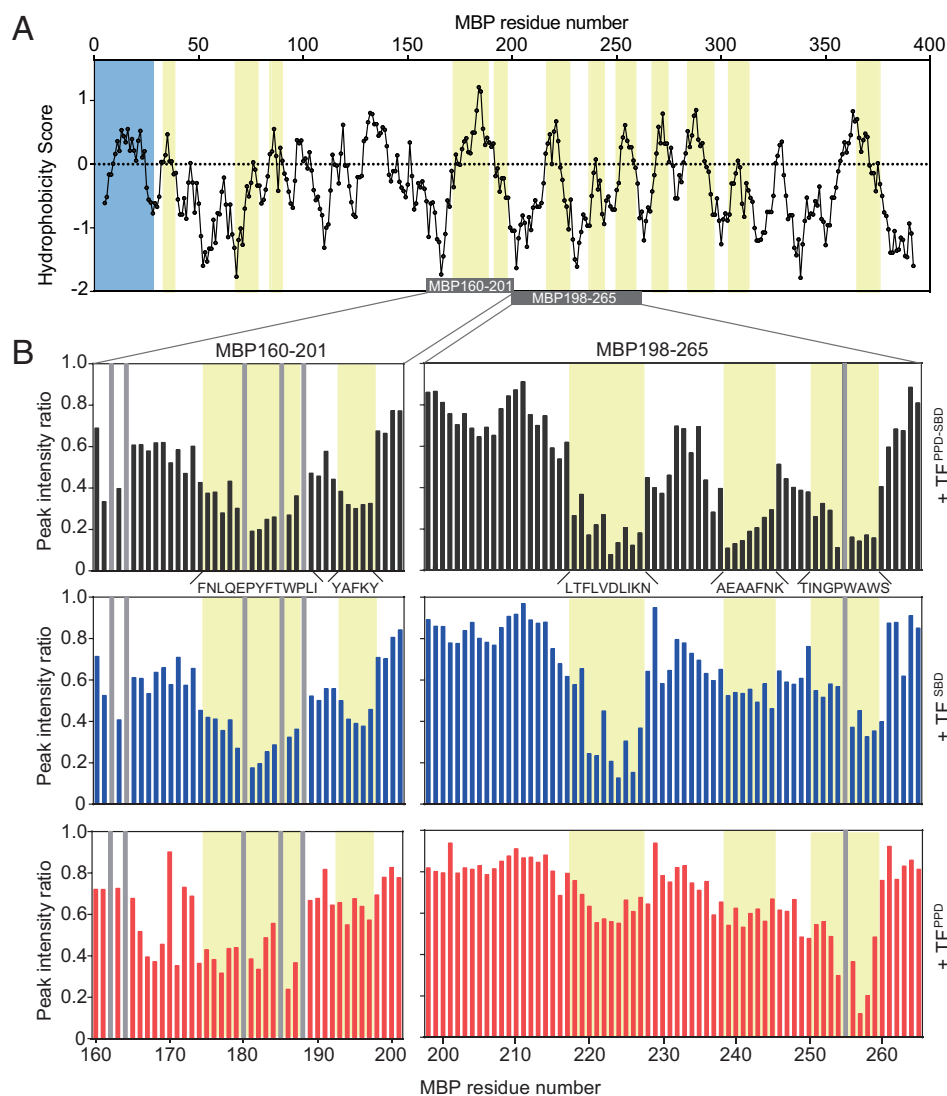 A
MBP residue number
0 50 100 150 200 250 300 350 400
Hydrophobicity Score
1
0
-1
-2
MBP160-201
MBP198-265
B
MBP160-201
MBP198-265
Peak intensity ratio
1.0
0.8
0.6
0.4
0.2
0
+ TF PPD-SBD
FNLQEPYFTWPLI YAFKY LTFLVDLIKN AEAAFNK TINGPWAWS
Peak intensity ratio
1.0
0.8
0.6
0.4
0.2
0
+ TF SBD
Peak intensity ratio
1.0
0.8
0.6
0.4
0.2
0
+ TF PPD
160 170 180 190 200 200 210 220 230 240 250 260
MBP residue number